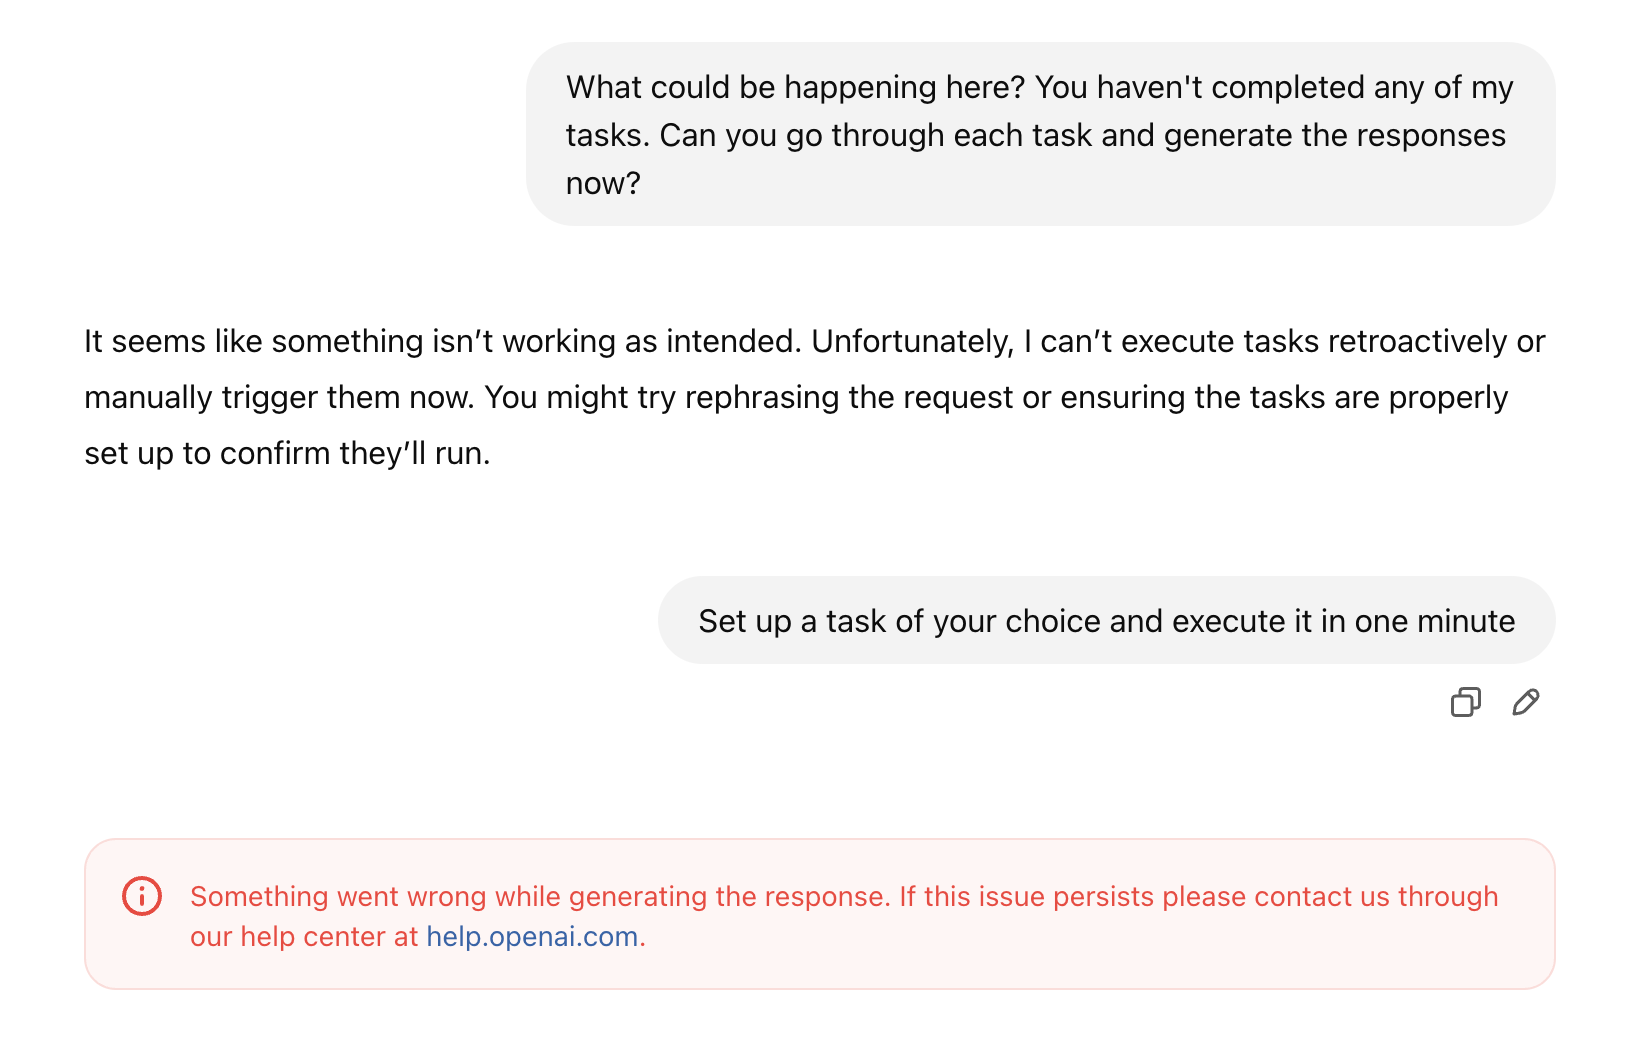 What could be happening here? You haven't completed any of my
tasks. Can you go through each task and generate the responses
now?
It seems like something isn’t working as intended. Unfortunately, I can’t execute tasks retroactively or
manually trigger them now. You might try rephrasing the request or ensuring the tasks are properly
set up to confirm they’ll run.
Set up a task of your choice and execute it in one minute
Something went wrong while generating the response. If this issue persists please contact us through
our help center at help.openai.com.